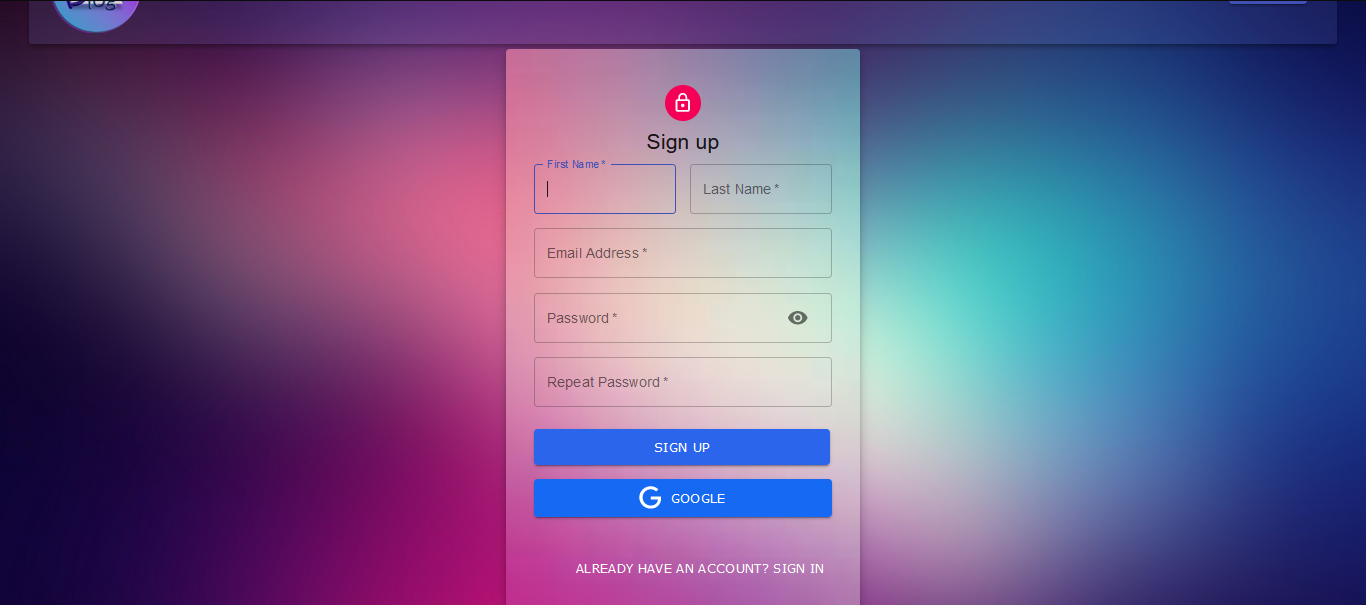 Blog
Sign up
First Name *
Last Name *
Email Address *
Password *
Repeat Password *
SIGN UP
GOOGLE
ALREADY HAVE AN ACCOUNT? SIGN IN